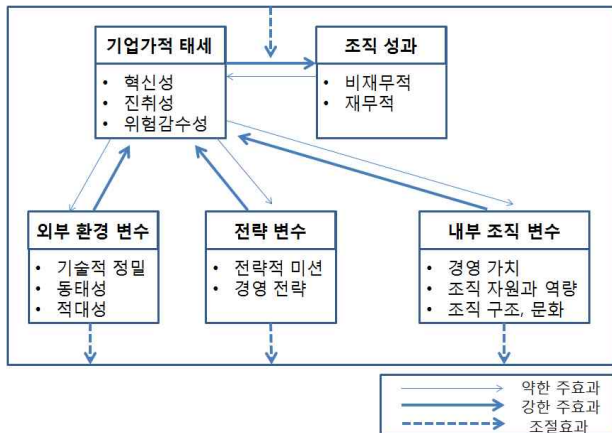 기업가적 태세
• 혁신성
• 진취성
• 위험감수성
조직 성과
• 비재무적
• 재무적
외부 환경 변수
• 기술적 정밀
• 동태성
• 적대성
전략 변수
• 전략적 미션
• 경영 전략
내부 조직 변수
• 경영 가치
• 조직 자원과 역량
• 조직 구조, 문화
약한 주효과
강한 주효과
조절효과